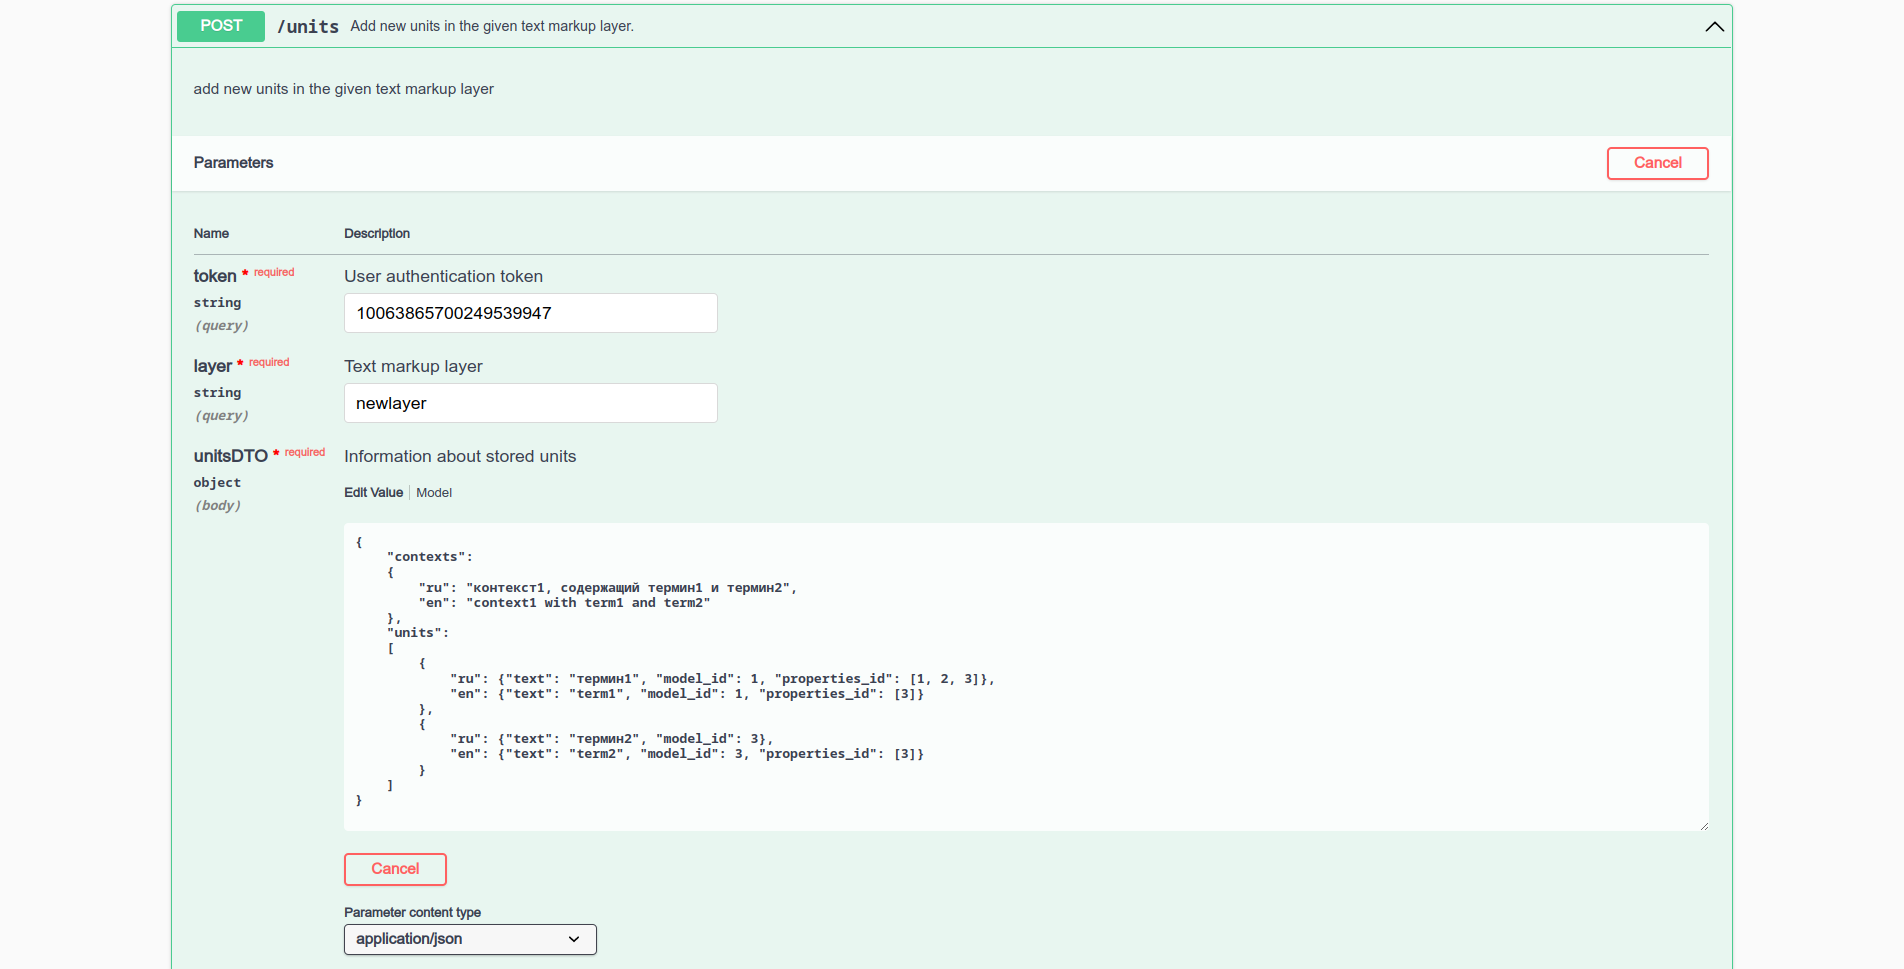 POST /units Add new units in the given text markup layer.
add new units in the given text markup layer
Parameters
Cancel
Name Description
token * required
string
(query)
User authentication token
10063865700249539947
layer * required
string
(query)
Text markup layer
newlayer
unitsDTO * required
object
(body)
Information about stored units
Edit Value Model
{
"contexts":
{
"ru": "контекст1, содержащий термин1 и термин2",
"en": "context1 with term1 and term2"
},
"units":
[
{
"ru": {"text": "термин1", "model_id": 1, "properties_id": [1, 2, 3]},
"en": {"text": "term1", "model_id": 1, "properties_id": [3]}
},
{
"ru": {"text": "термин2", "model_id": 3},
"en": {"text": "term2", "model_id": 3, "properties_id": [3]}
}
]
}
Cancel
Parameter content type
application/json